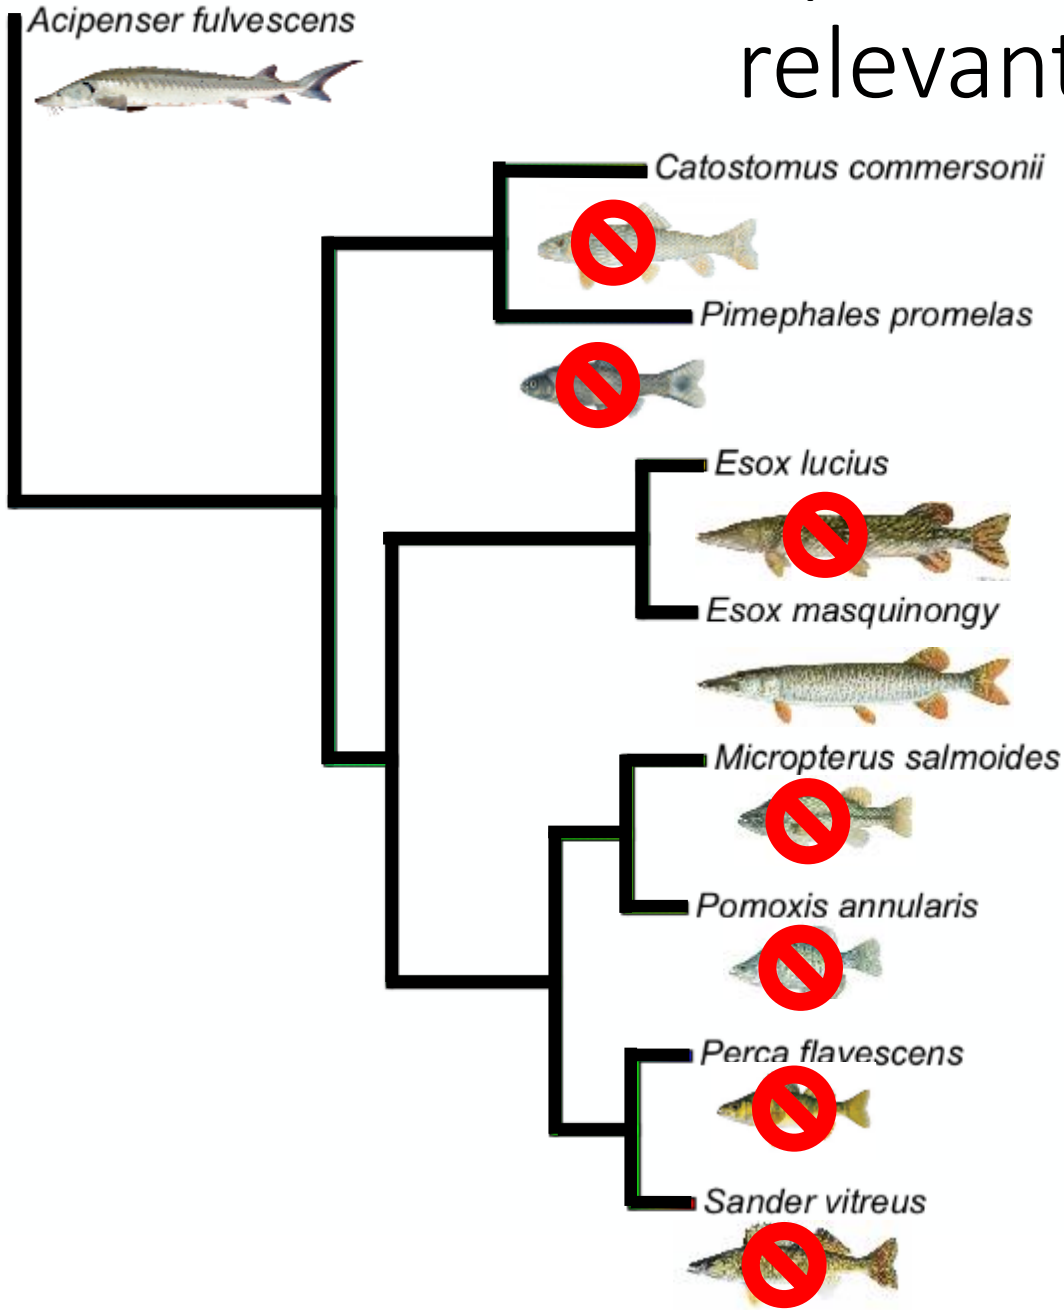 Acipenser fulvescens
relevant
Catostomus commersonii
Pimephales promelas
Esox lucius
Esox masquinongy
Micropterus salmoides
Pomoxis annularis
Perca flavescens
Sander vitreus